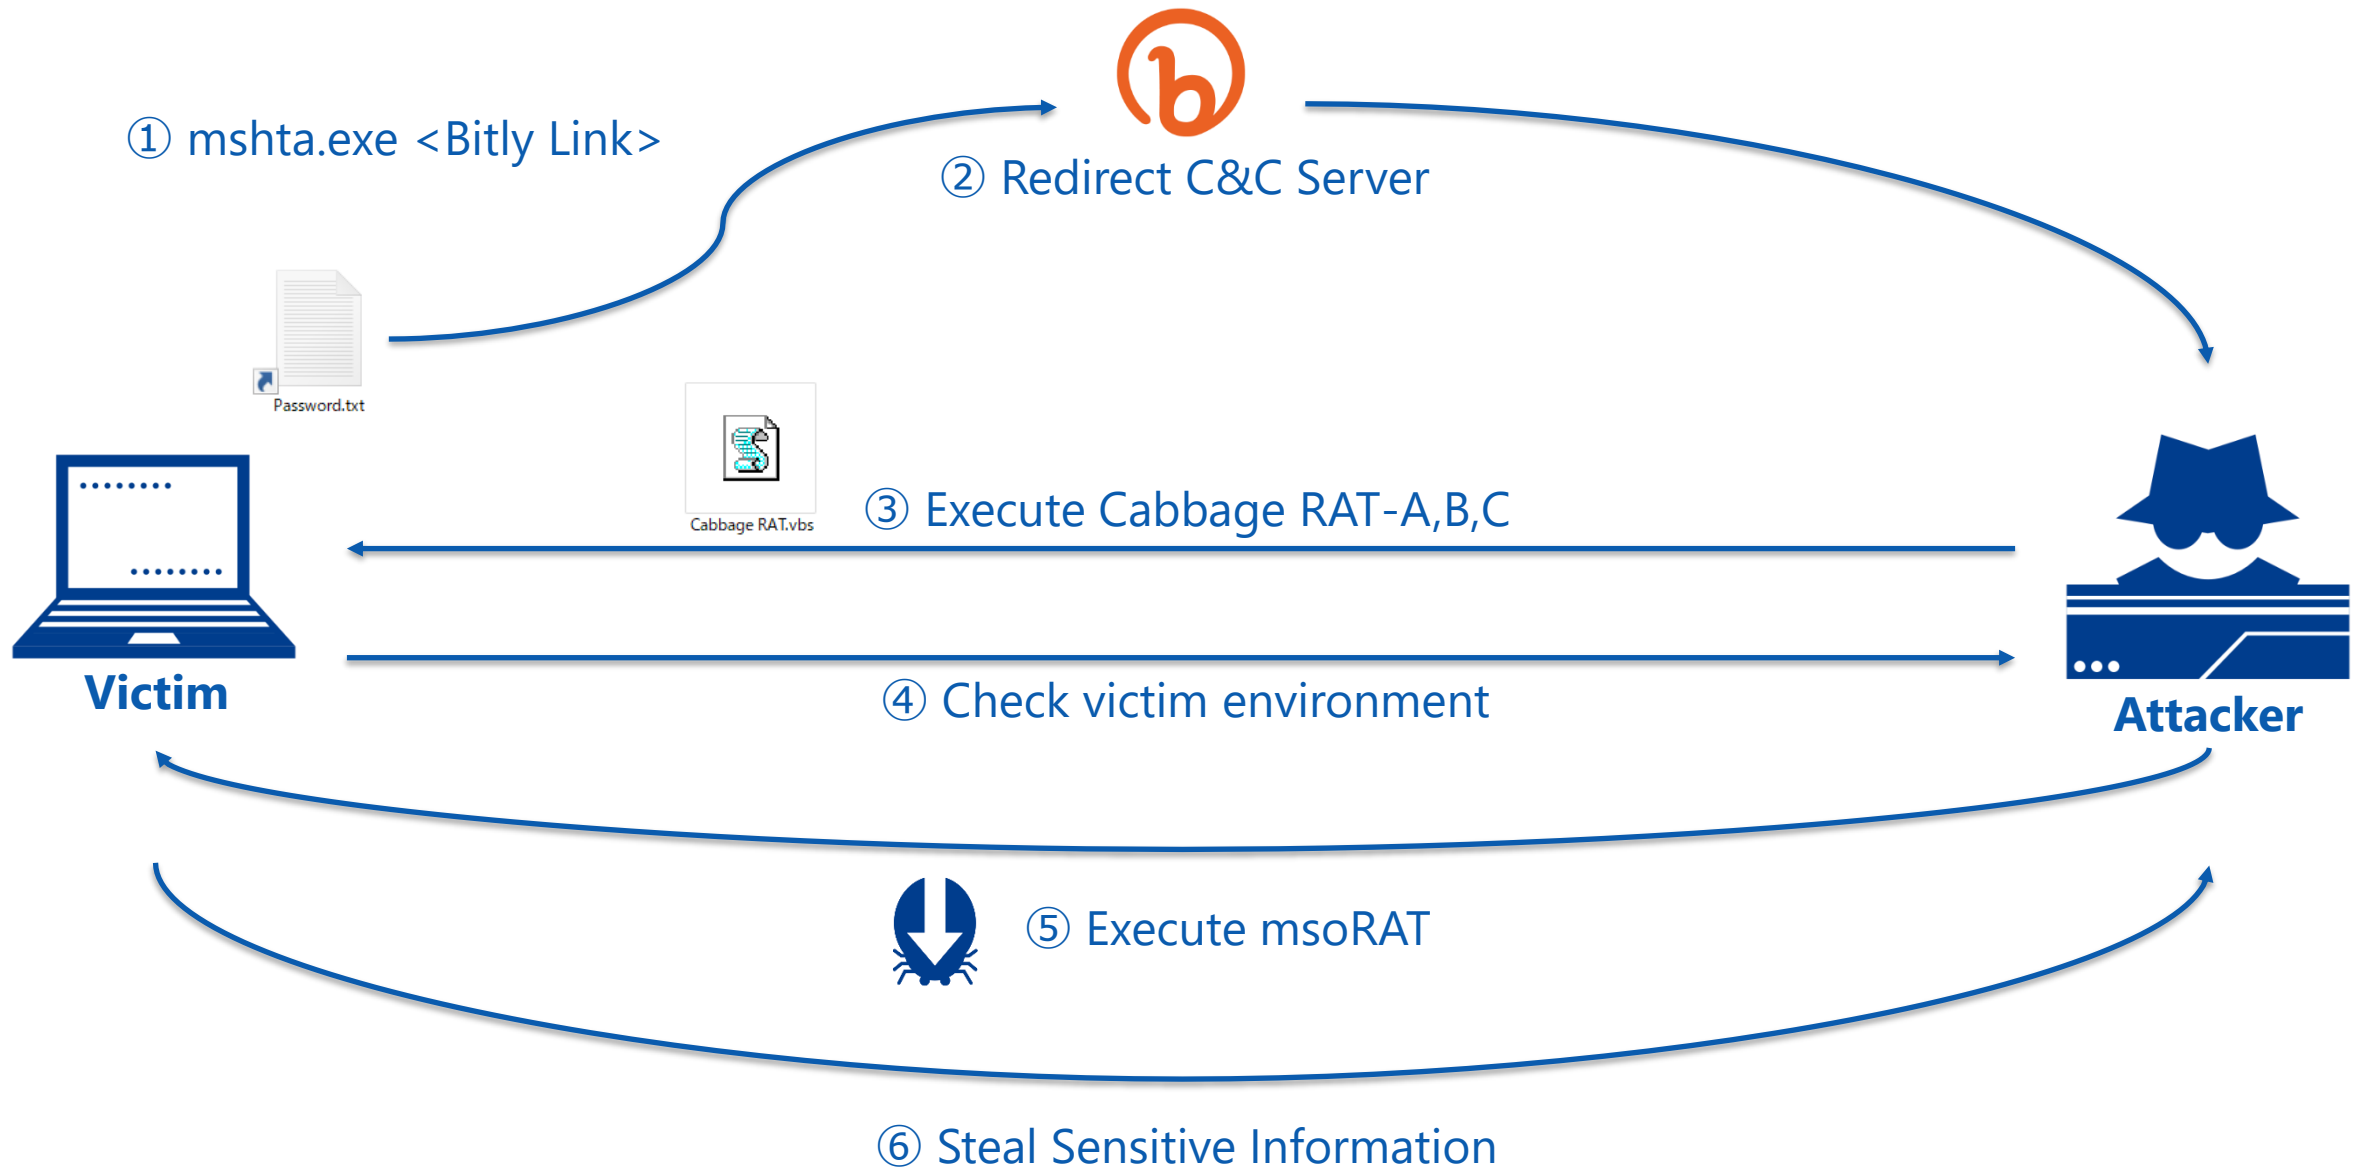 ① mshta.exe <Bitly Link>
② Redirect C&C Server
Password.txt
Cabbage RAT.vbs
③ Execute Cabbage RAT-A,B,C
Victim
④ Check victim environment
Attacker
⑤ Execute msoRAT
⑥ Steal Sensitive Information